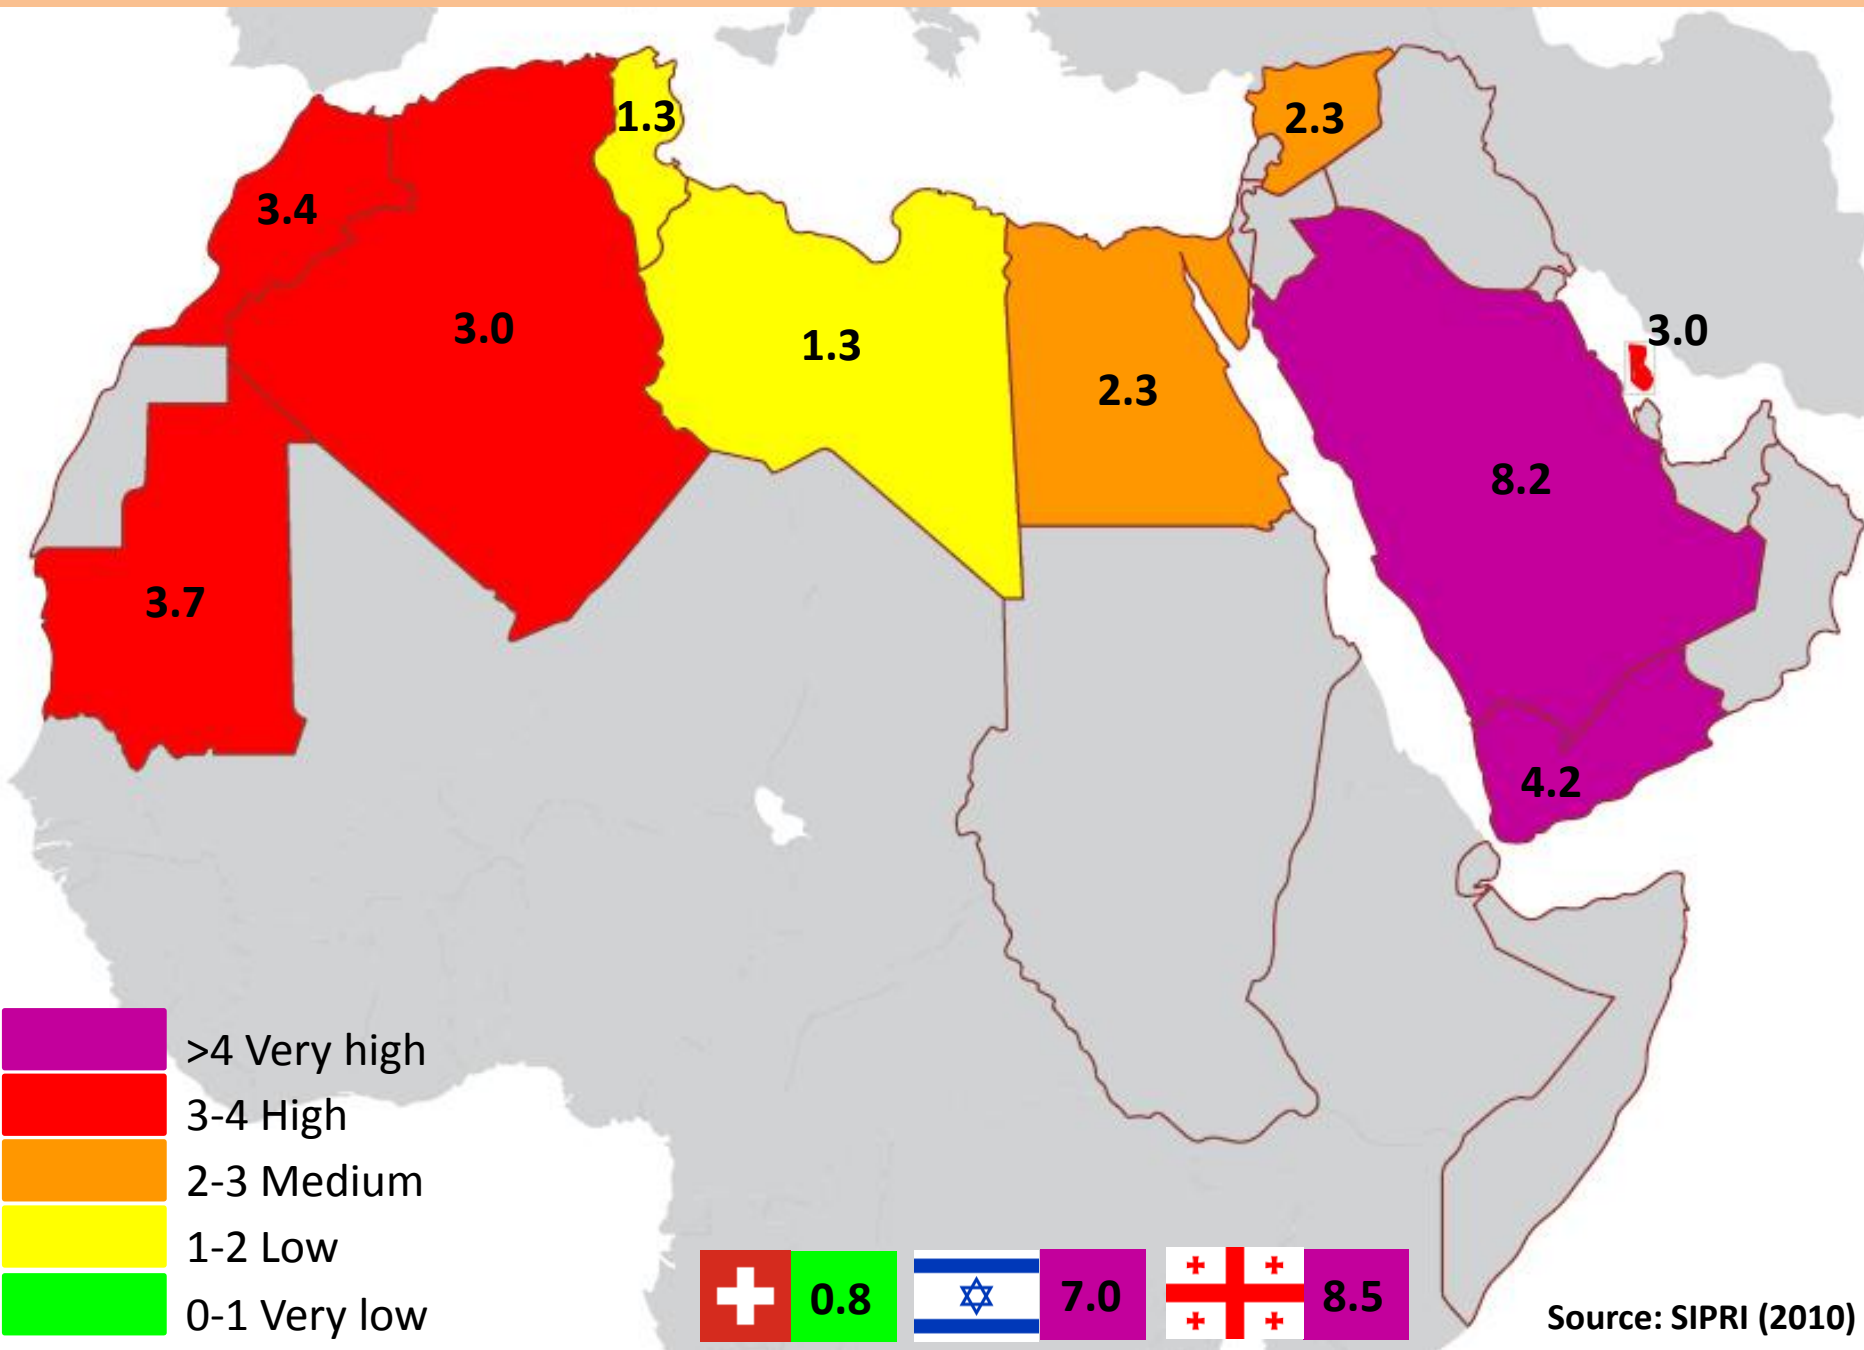 1.3
2.3
3.4
3.0
3.0
1.3
2.3
8.2
3.7
4.2
>4 Very high
3-4 High
2-3 Medium
1-2 Low
0-1 Very low
0.8
7.0
8.5
Source: SIPRI (2010)